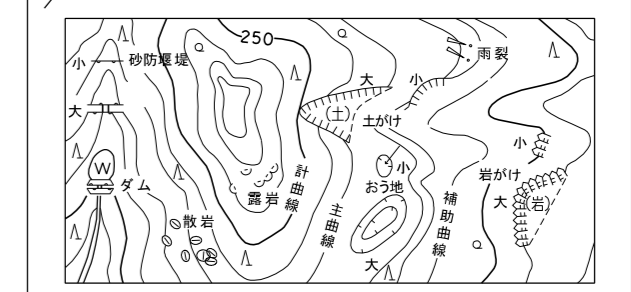 250
雨裂
小
砂防堰堤
大
小
大
(土)
土がけ
小
W
ダム
小
おう地
岩がけ
大
(岩)
露岩
計曲線
主曲線
補助曲線
散岩
大